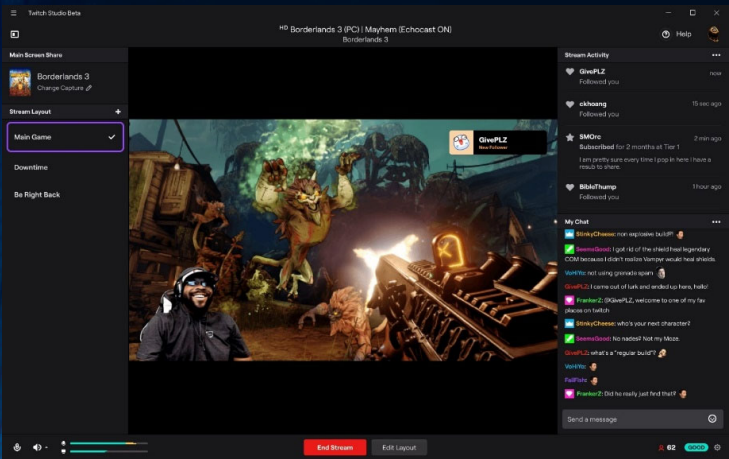 Twitch Studio Beta
HD Borderlands 3 (PC) | Mayhem (Echocast ON)
Borderlands 3
Help
Main Screen Share
Borderlands 3
Change Capture
Stream Layout
Main Game
Downtime
Be Right Back
GivePLZ
New Follower
Stream Activity
GivePLZ
now
Followed you
ckhoang
15 sec ago
Followed you
SMOrc
2 min ago
Subscribed for 2 months at Tier 1
I am pretty sure every time I pop in here I have a
resub to share.
BibleThump
1 hour ago
Followed you
My Chat
StinkyCheese: non explosive build?!
SeemsGood: I got rid of the shield heal legendary
COM because I didn't realize Vampyr would heal shields.
VoHiYo: not using grenade spam
GivePLZ: I came out of lurk and ended up here, hello!
FrankerZ: @GivePLZ, welcome to one of my fav
places on twitch
StinkyCheese: who's your next character?
SeemsGood: No nades? Not my Moze.
GivePLZ: what's a "regular build"?
VoHiYo:
FailFish:
FrankerZ: Did he really just find that?
Send a message
End Stream
Edit Layout
62
GOOD